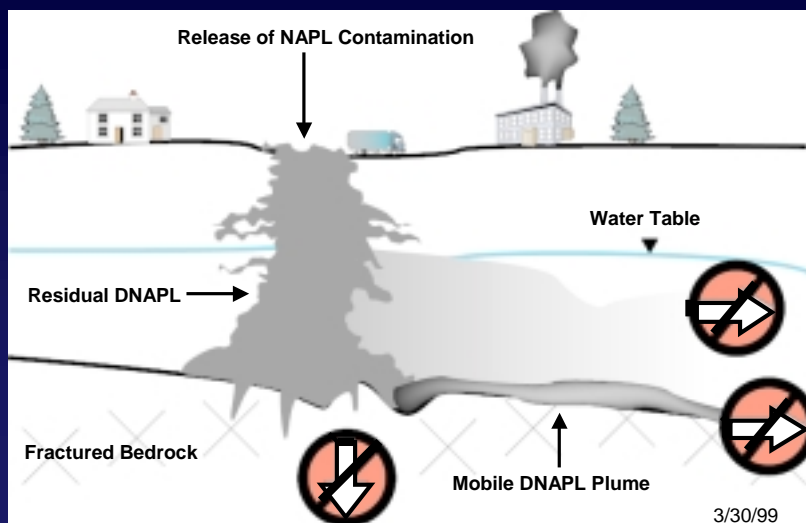 Release of NAPL Contamination
Water Table
Residual DNAPL
Fractured Bedrock
Mobile DNAPL Plume
3/30/99